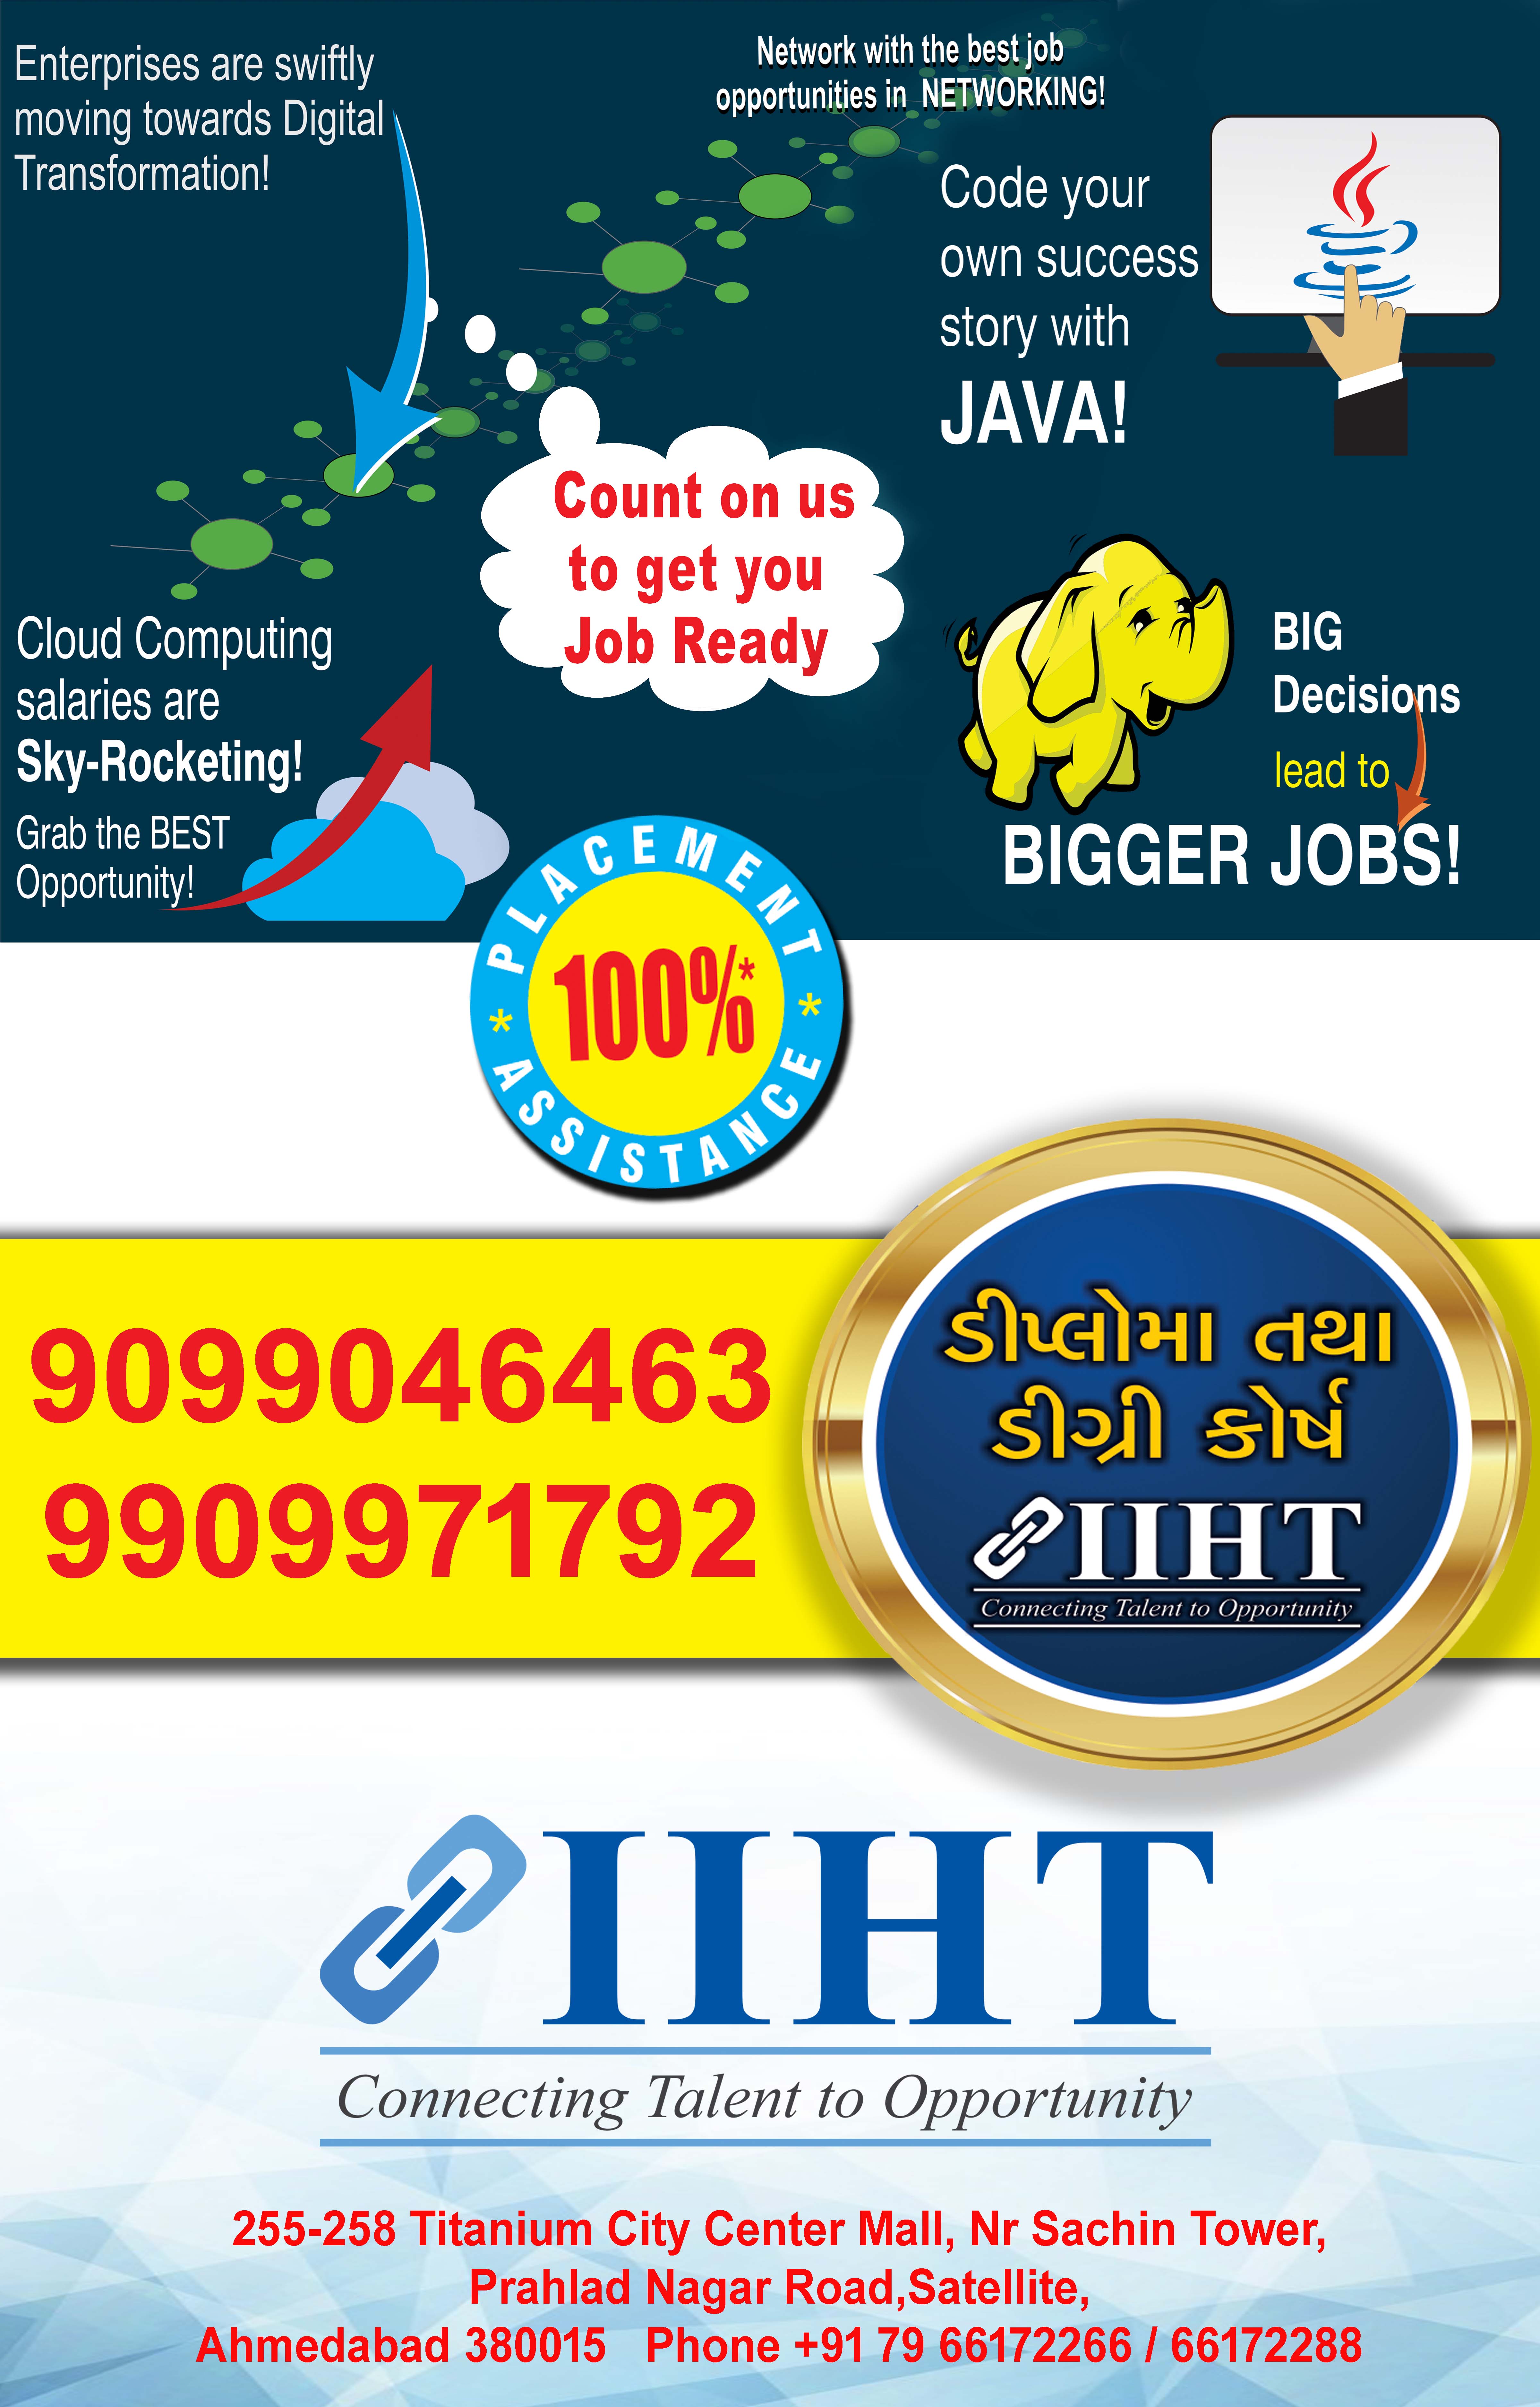 Enterprises are swiftly
moving towards Digital
Transformation!
Network with the best job
opportunities in NETWORKING!
Code your
own success
story with
JAVA!
Count on us
to get you
Job Ready
Cloud Computing
salaries are
Sky-Rocketing!
Grab the BEST
Opportunity!
BIG
Decisions
lead to
BIGGER JOBS!
PLACEMENT
100%*
* ASSISTANCE *
9099046463
9909971792
ડીપ્લોમા તથા
ડીગ્રી કોર્ષ
IIHT
Connecting Talent to Opportunity
IIHT
Connecting Talent to Opportunity
255-258 Titanium City Center Mall, Nr Sachin Tower,
Prahlad Nagar Road,Satellite,
Ahmedabad 380015 Phone +91 79 66172266 / 66172288